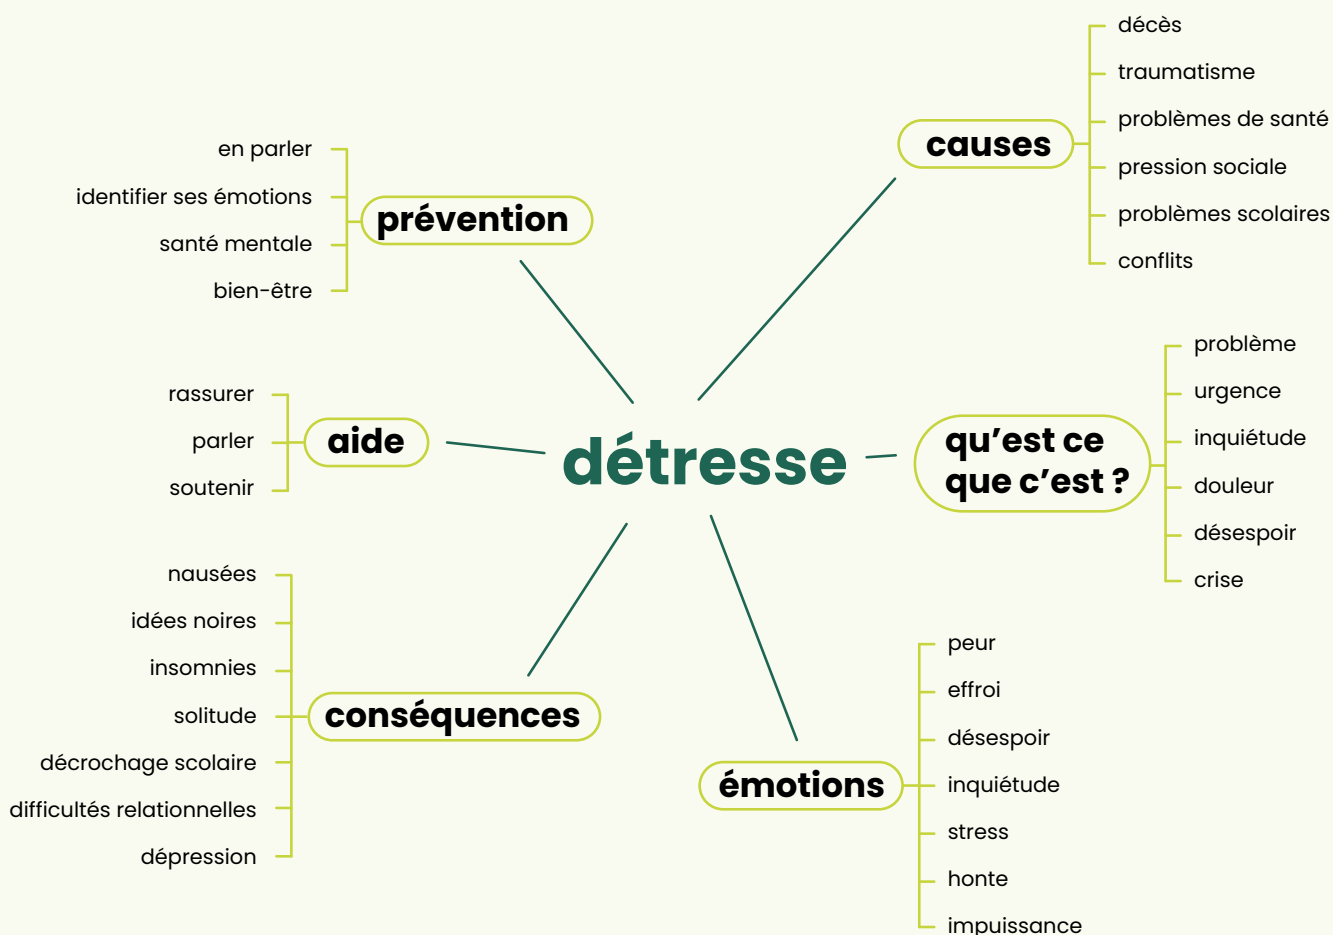 détresse
causes
décès
traumatisme
problèmes de santé
pression sociale
problèmes scolaires
conflits
qu’est ce
que c’est ?
problème
urgence
inquiétude
douleur
désespoir
crise
émotions
peur
effroi
désespoir
inquiétude
stress
honte
impuissance
conséquences
nausées
idées noires
insomnies
solitude
décrochage scolaire
difficultés relationnelles
dépression
aide
rassurer
parler
soutenir
prévention
en parler
identifier ses émotions
santé mentale
bien-être